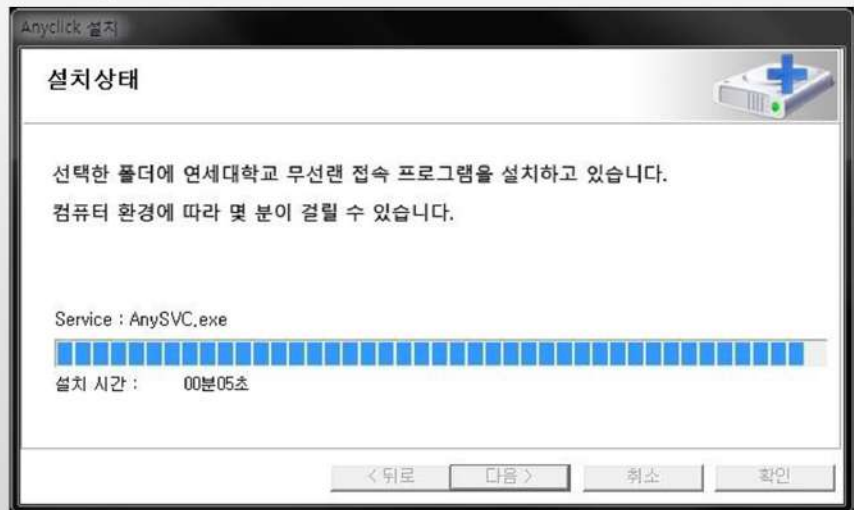 Anyclick 설치
설치상태
선택한 폴더에 연세대학교 무선랜 접속 프로그램을 설치하고 있습니다.
컴퓨터 환경에 따라 몇 분이 걸릴 수 있습니다.
Service : AnySVC.exe
설치 시간 : 00분05초
< 뒤로 다음 > 취소 확인